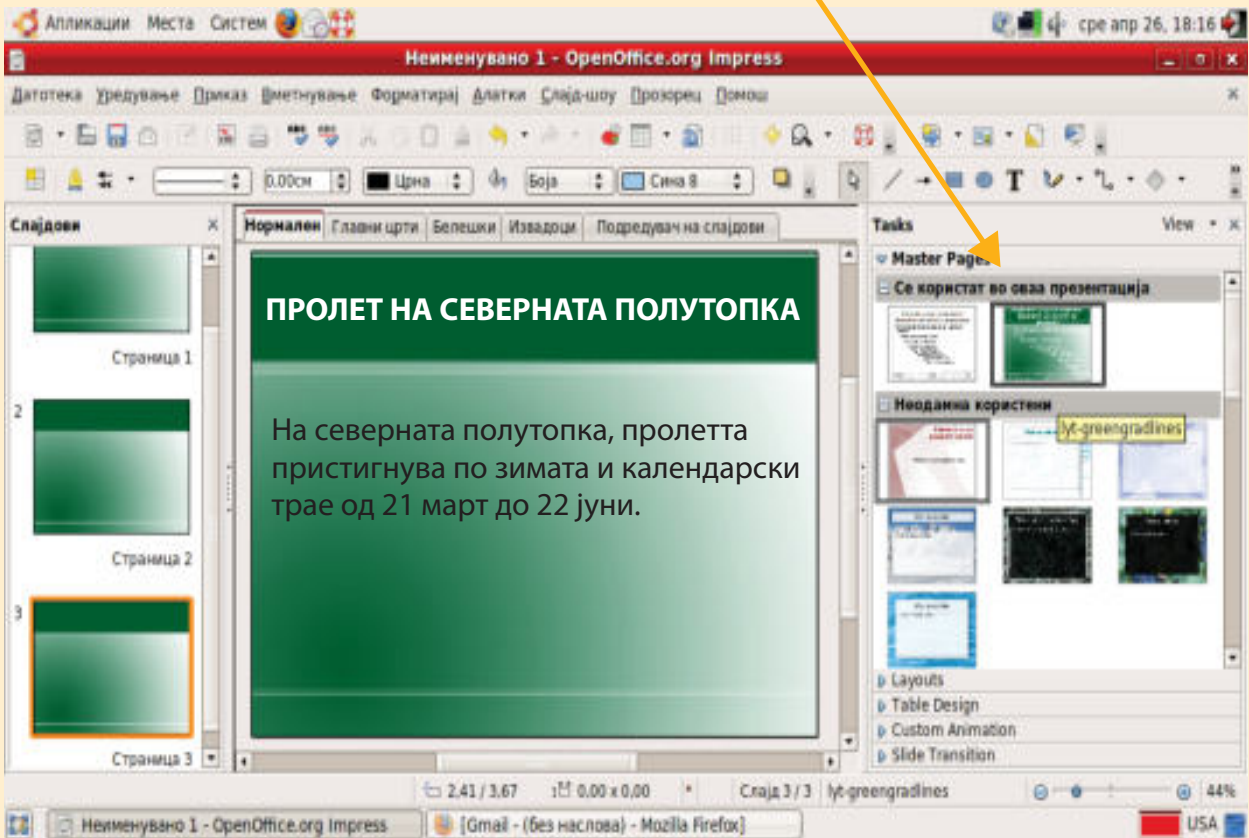 Апликации Места Систем сре апр 26, 18:16
Неименувано 1 - OpenOffice.org Impress
Датотека Уредување Приказ Вметнување Форматирај Алатки Слајд-шоу Прозорец Помош
0.00см Црна Боја Сина 8
Слајдови
Нормален Главни црти Белешки Извадоци Подредувач на слајдови
Tasks View
Master Pages
Се користат во оваа презентација
ПРОЛЕТ НА СЕВЕРНАТА ПОЛУТОПКА
Страница 1
2
Неодамна користени
lyt-greengradlines
На северната полутопка, пролетта
пристигнува по зимата и календарски
трае од 21 март до 22 јуни.
Страница 2
3
Layouts
Table Design
Custom Animation
Slide Transition
Страница 3
2,41 / 3,67 0,00 x 0,00 * Слајд 3 / 3 lyt-greengradlines 44%
Неименувано 1 - OpenOffice.org Impress [Gmail - (без наслова) - Mozilla Firefox] USA